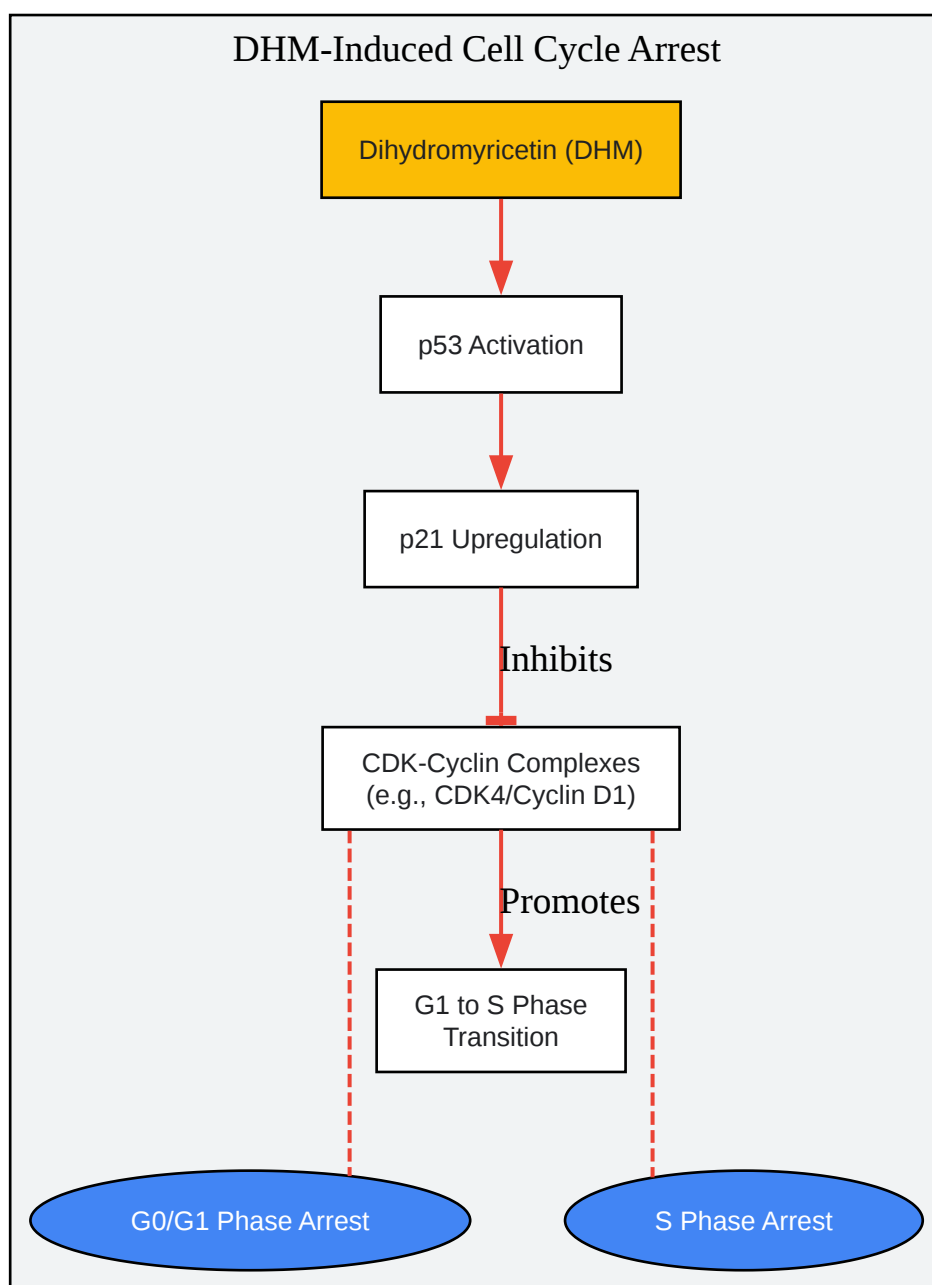 DHM-Induced Cell Cycle Arrest
Dihydromyricetin (DHM)
p53 Activation
p21 Upregulation
Inhibits
CDK-Cyclin Complexes
(e.g., CDK4/Cyclin D1)
Promotes
G1 to S Phase
Transition
G0/G1 Phase Arrest
S Phase Arrest